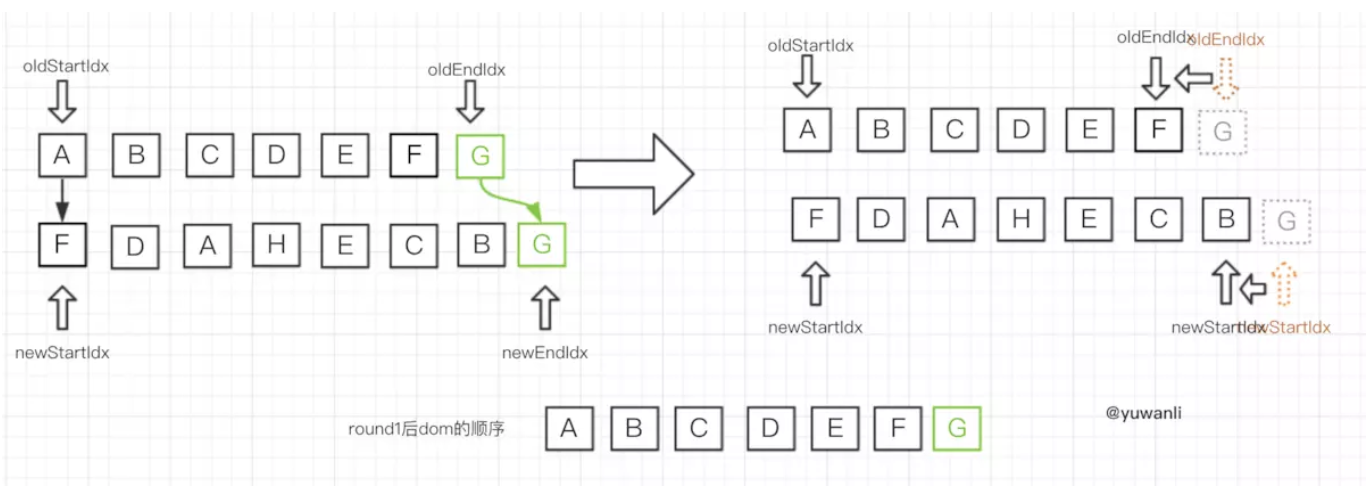 oldStartIdx
oldEndIdx
A B C D E F G
F D A H E C B G
newStartIdx
newEndIdx
oldStartIdx
oldEndIdx oldEndIdx
A B C D E F G
F D A H E C B G
newStartIdx
newStartIdx newStartIdx
round1后dom的顺序
A B C D E F G
@yuwanli